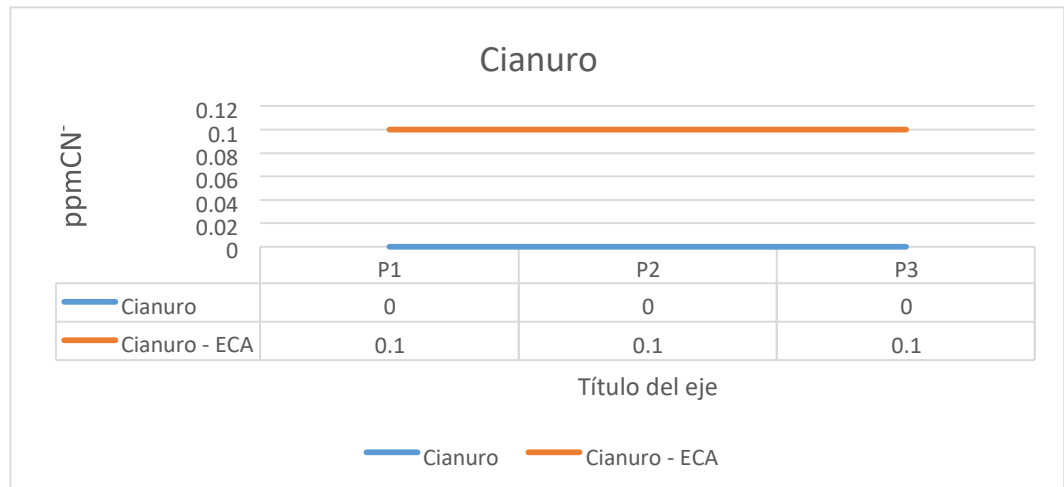 Cianuro
ppmCN⁻
0.12
0.1
0.08
0.06
0.04
0.02
0
P1 P2 P3
Cianuro 0 0 0
Cianuro - ECA 0.1 0.1 0.1
Título del eje
Cianuro Cianuro - ECA